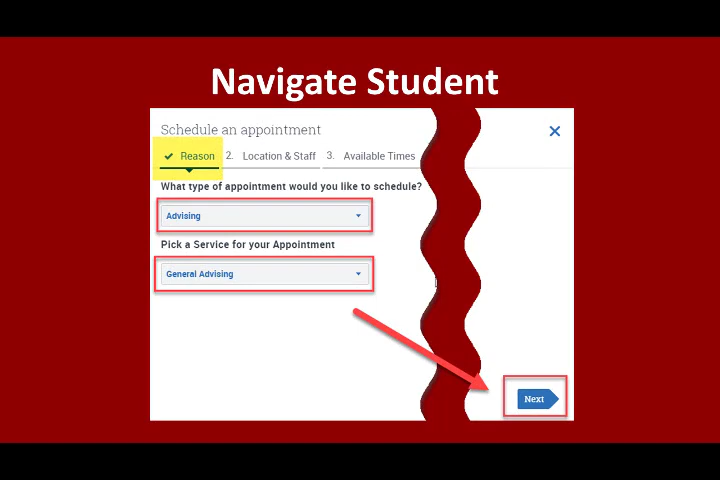 Navigate Student
Schedule an appointment
Reason 2. Location & Staff 3. Available Times
What type of appointment would you like to schedule?
Advising
Pick a Service for your Appointment
General Advising
Next